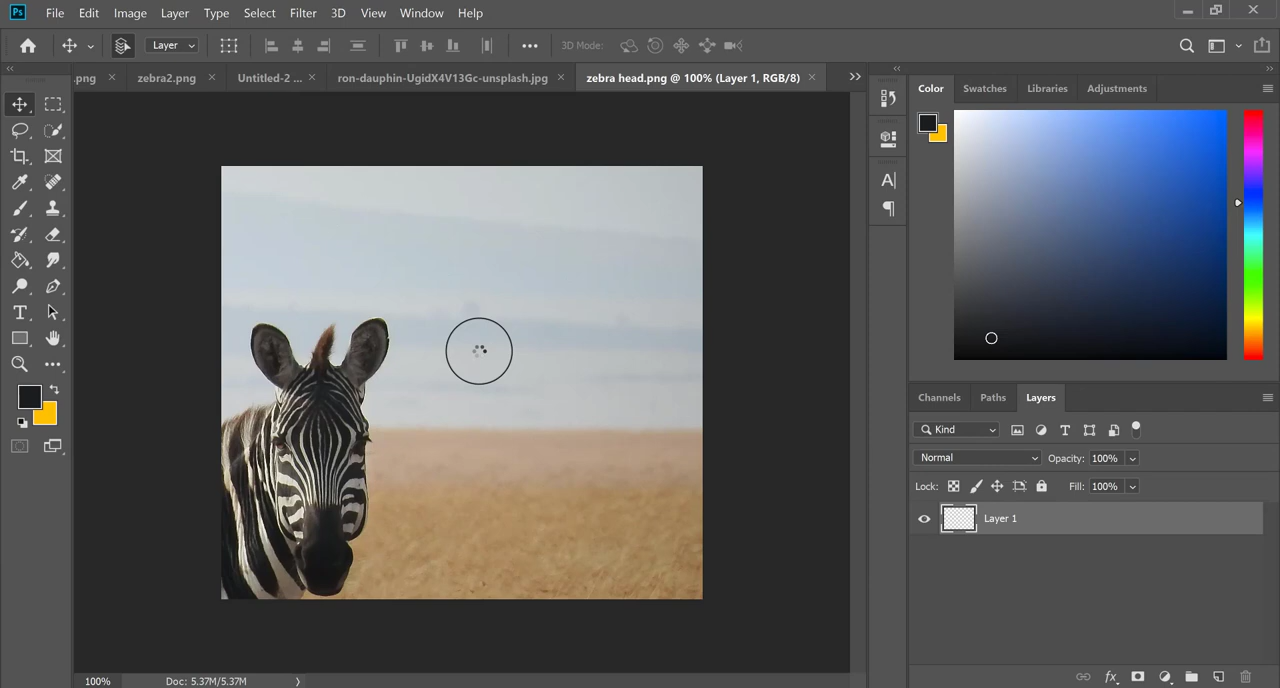 Ps File Edit Image Layer Type Select Filter 3D View Window Help
Layer 3D Mode:
.png zebra2.png Untitled-2 ... ron-dauphin-UgidX4V13Gc-unsplash.jpg zebra head.png @ 100% (Layer 1, RGB/8)
Color Swatches Libraries Adjustments
A
T
Channels Paths Layers
Kind T
Normal Opacity: 100%
Lock: Fill: 100%
Layer 1
fx
100% Doc: 5.37M/5.37M